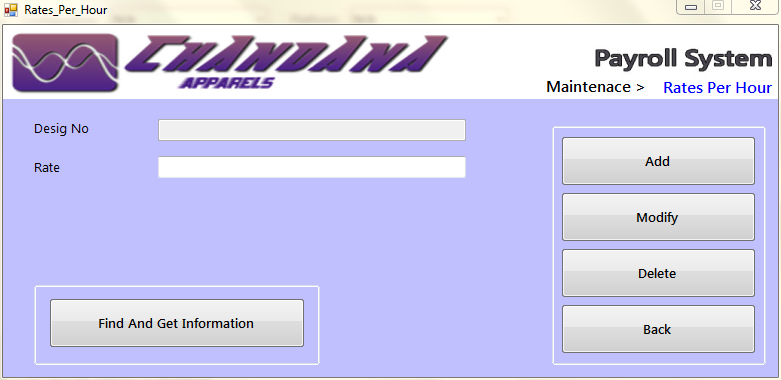 Rates_Per_Hour
CHANDANA
APPARELS
Payroll System
Maintenace > Rates Per Hour
Desig No
Rate
Add
Modify
Delete
Back
Find And Get Information